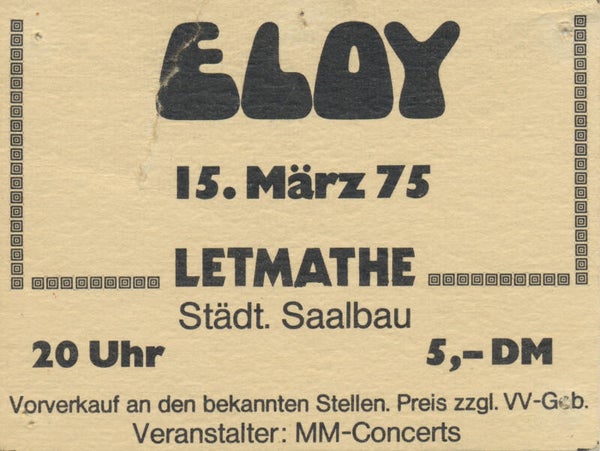 ELOY
15. März 75
LETMATHE
Städt. Saalbau
20 Uhr 5,– DM
Vorverkauf an den bekannten Stellen. Preis zzgl. VV-Geb.
Veranstalter: MM-Concerts